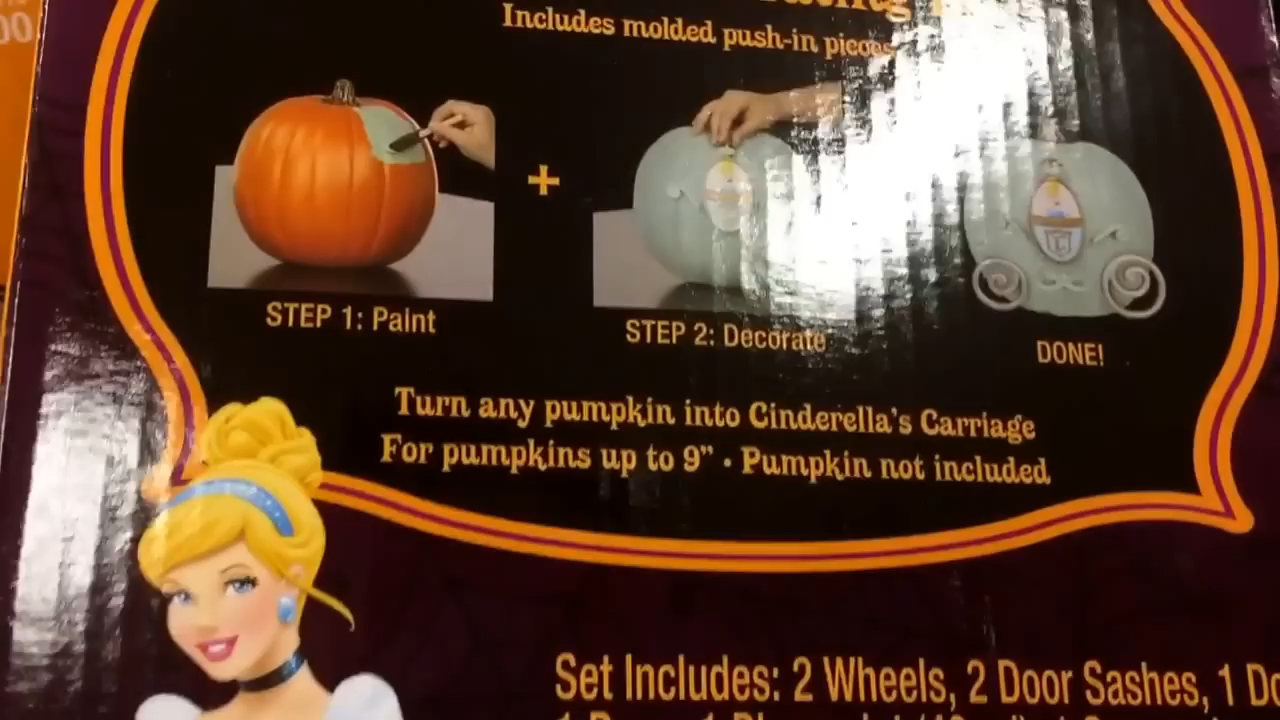 Includes molded push-in pieces
+
STEP 1: Paint
STEP 2: Decorate
DONE!
Turn any pumpkin into Cinderella's Carriage
For pumpkins up to 9" • Pumpkin not included
Set Includes: 2 Wheels, 2 Door Sashes, 1